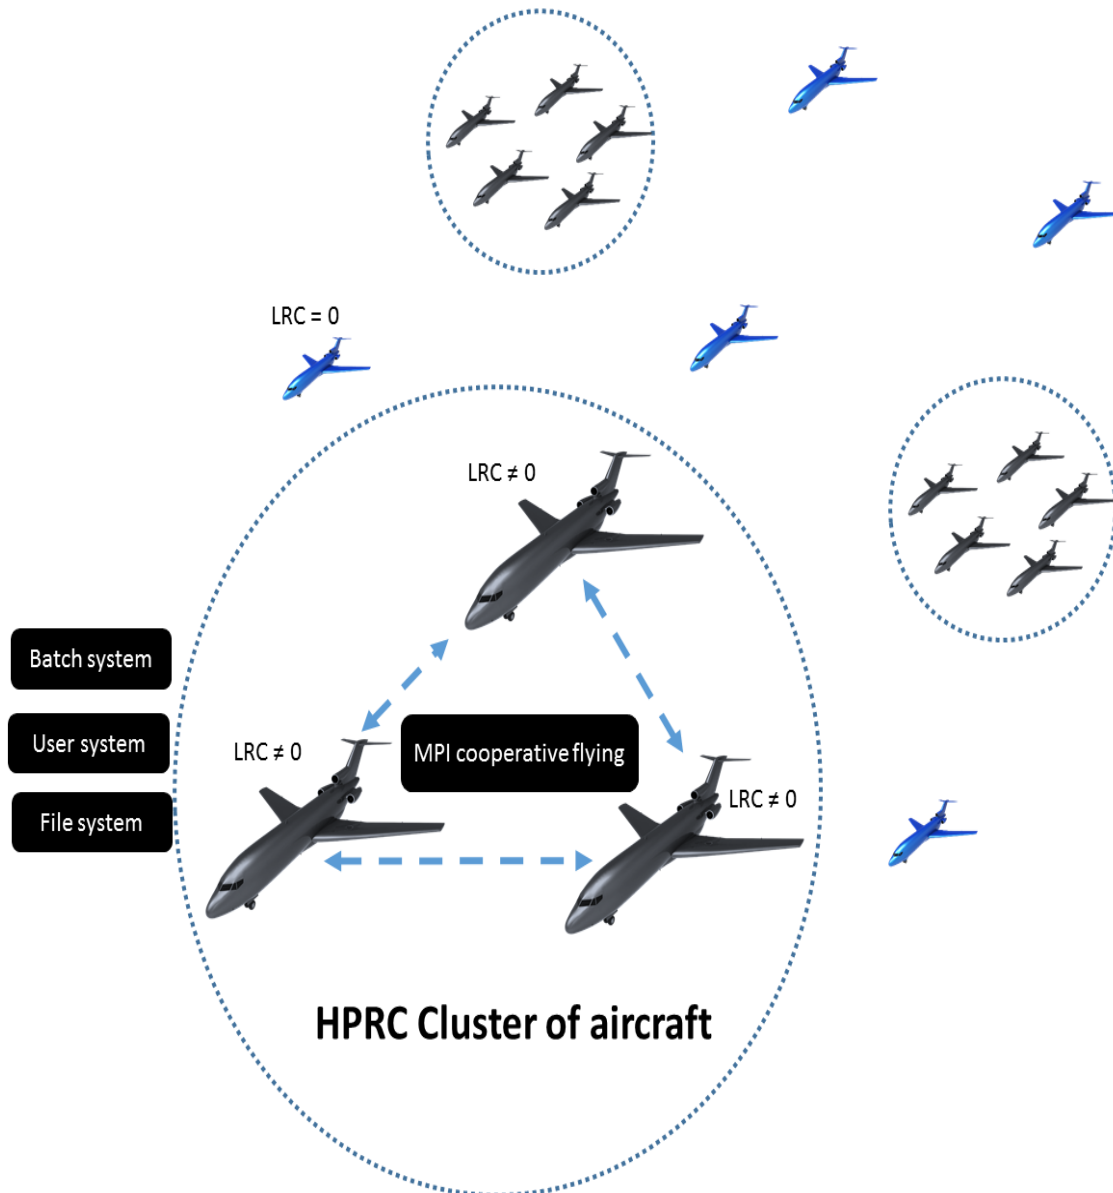 LRC = 0
LRC ≠ 0
Batch system
User system
File system
LRC ≠ 0
MPI cooperative flying
LRC ≠ 0
HPRC Cluster of aircraft